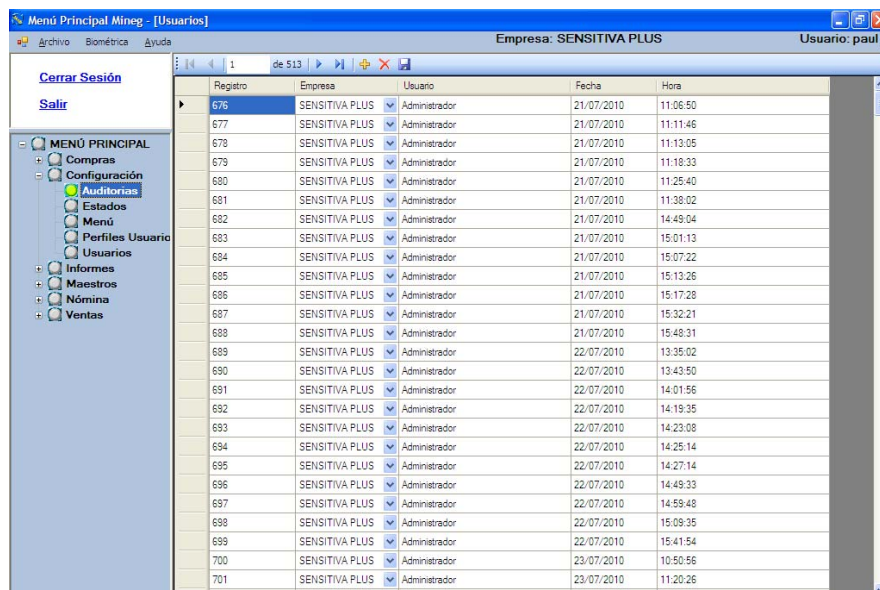 Menú Principal Mineg - [Usuarios]
Archivo Biométrica Ayuda Empresa: SENSITIVA PLUS Usuario: paul
Cerrar Sesión
Salir
MENÚ PRINCIPAL
Compras
Configuración
Auditorias
Estados
Menú
Perfiles Usuario
Usuarios
Informes
Maestros
Nómina
Ventas
1 de 513
Registro Empresa Usuario Fecha Hora
676 SENSITIVA PLUS Administrador 21/07/2010 11:06:50
677 SENSITIVA PLUS Administrador 21/07/2010 11:11:46
678 SENSITIVA PLUS Administrador 21/07/2010 11:13:05
679 SENSITIVA PLUS Administrador 21/07/2010 11:18:33
680 SENSITIVA PLUS Administrador 21/07/2010 11:25:40
681 SENSITIVA PLUS Administrador 21/07/2010 11:38:02
682 SENSITIVA PLUS Administrador 21/07/2010 14:49:04
683 SENSITIVA PLUS Administrador 21/07/2010 15:01:13
684 SENSITIVA PLUS Administrador 21/07/2010 15:07:22
685 SENSITIVA PLUS Administrador 21/07/2010 15:13:26
686 SENSITIVA PLUS Administrador 21/07/2010 15:17:28
687 SENSITIVA PLUS Administrador 21/07/2010 15:32:21
688 SENSITIVA PLUS Administrador 21/07/2010 15:48:31
689 SENSITIVA PLUS Administrador 22/07/2010 13:35:02
690 SENSITIVA PLUS Administrador 22/07/2010 13:43:50
691 SENSITIVA PLUS Administrador 22/07/2010 14:01:56
692 SENSITIVA PLUS Administrador 22/07/2010 14:19:35
693 SENSITIVA PLUS Administrador 22/07/2010 14:23:08
694 SENSITIVA PLUS Administrador 22/07/2010 14:25:14
695 SENSITIVA PLUS Administrador 22/07/2010 14:27:14
696 SENSITIVA PLUS Administrador 22/07/2010 14:49:33
697 SENSITIVA PLUS Administrador 22/07/2010 14:59:48
698 SENSITIVA PLUS Administrador 22/07/2010 15:09:35
699 SENSITIVA PLUS Administrador 22/07/2010 15:41:54
700 SENSITIVA PLUS Administrador 23/07/2010 10:50:56
701 SENSITIVA PLUS Administrador 23/07/2010 11:20:26